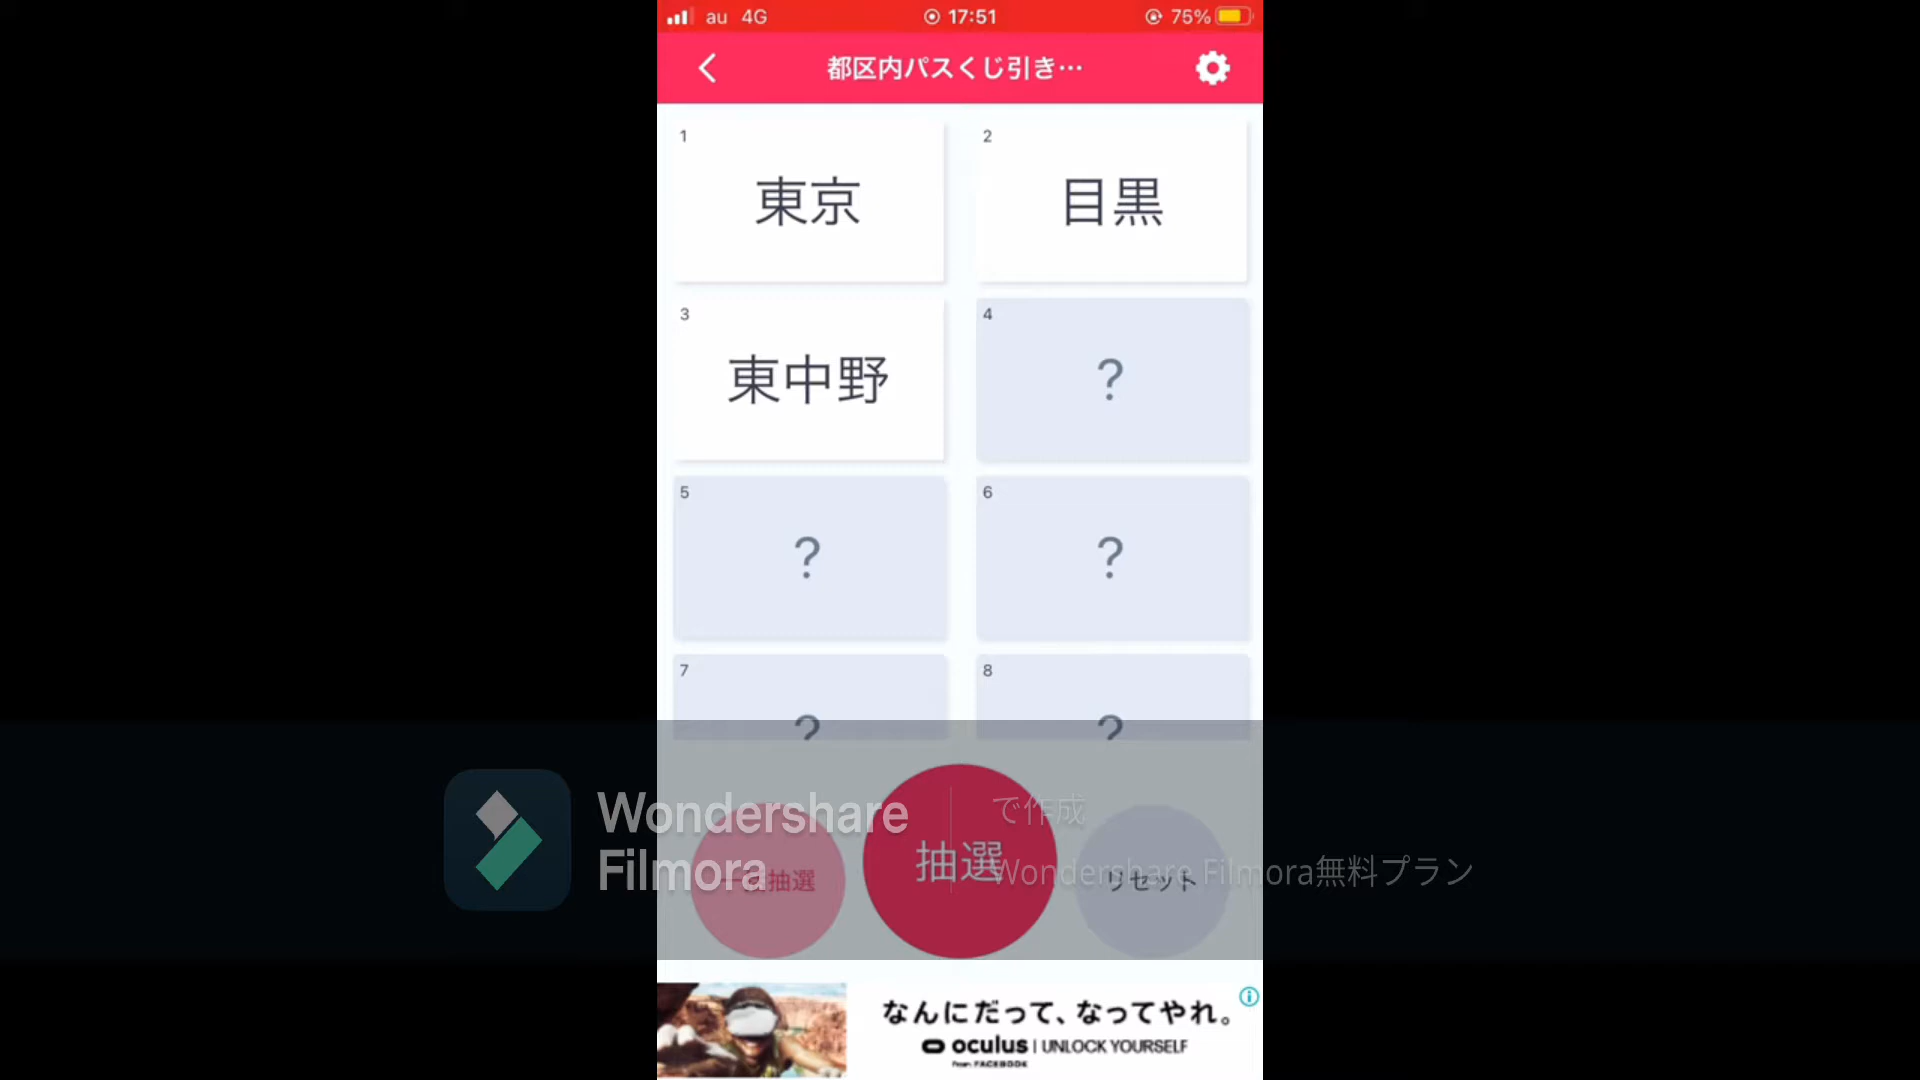 au 4G 17:51 75%
都区内パスくじ引き…
1
東京
2
目黒
3
東中野
4
?
5
?
6
?
7
?
8
?
Wondershare
Filmora
で作成
Wondershare Filmora無料プラン
抽選
リセット
なんにだって、なってやれ。
oculus | UNLOCK YOURSELF
from FACEBOOK